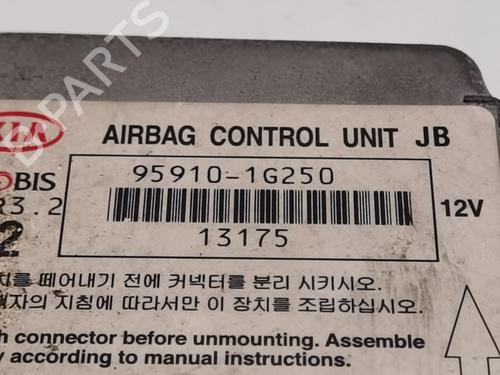 B-PARTS
KIA AIRBAG CONTROL UNIT JB
95910-1G250
OBIS
R3.2
12V
2
13175
치를 떼어내기 전에 커넥터를 분리 시키시오.
자의 지침에 따라서만 이 장치를 조립하십시오.
h connector before unmounting. Assemble
y according to manual instructions.